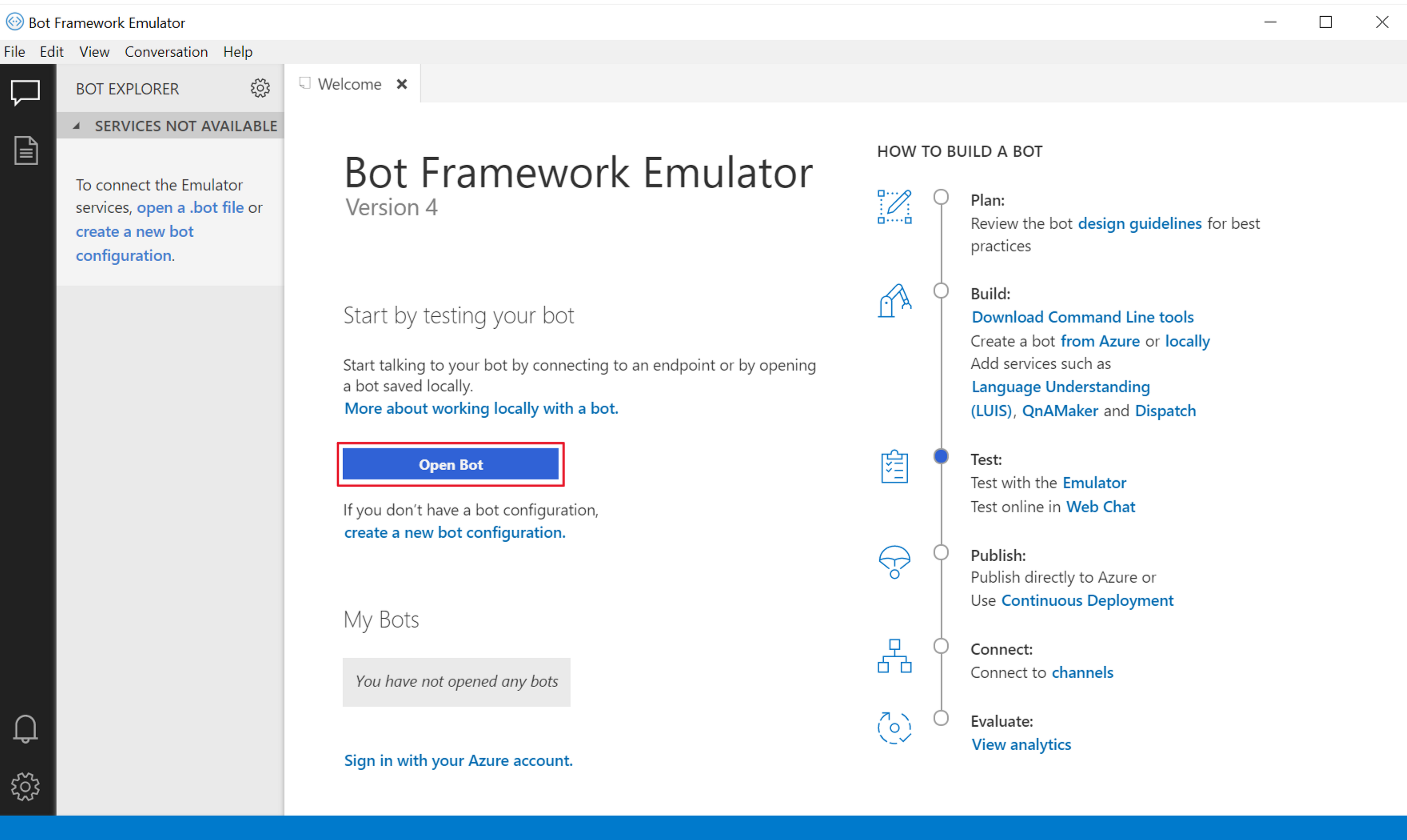 Bot Framework Emulator
File Edit View Conversation Help
BOT EXPLORER
SERVICES NOT AVAILABLE
To connect the Emulator
services, open a .bot file or
create a new bot
configuration.
Welcome
Bot Framework Emulator
Version 4
Start by testing your bot
Start talking to your bot by connecting to an endpoint or by opening
a bot saved locally.
More about working locally with a bot.
Open Bot
If you don’t have a bot configuration,
create a new bot configuration.
My Bots
You have not opened any bots
Sign in with your Azure account.
HOW TO BUILD A BOT
Plan:
Review the bot design guidelines for best
practices
Build:
Download Command Line tools
Create a bot from Azure or locally
Add services such as
Language Understanding
(LUIS), QnAMaker and Dispatch
Test:
Test with the Emulator
Test online in Web Chat
Publish:
Publish directly to Azure or
Use Continuous Deployment
Connect:
Connect to channels
Evaluate:
View analytics